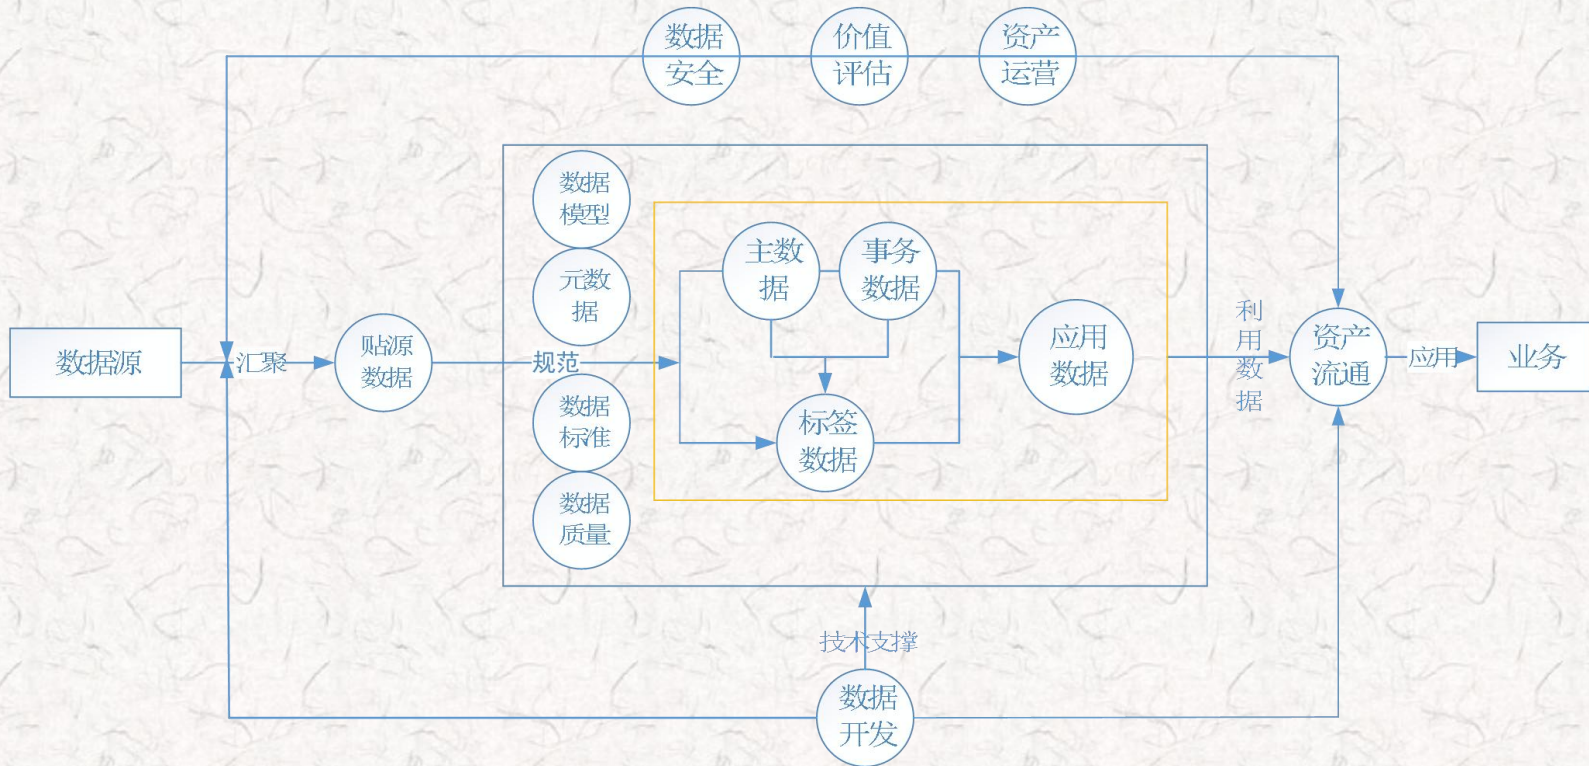 数据
安全
价值
评估
资产
运营
数据
模型
元数
据
主数
据
事务
数据
数据源
汇聚
贴源
数据
规范
应用
数据
利
用
数
据
资产
流通
应用
业务
数据
标准
标签
数据
数据
质量
技术支撑
数据
开发